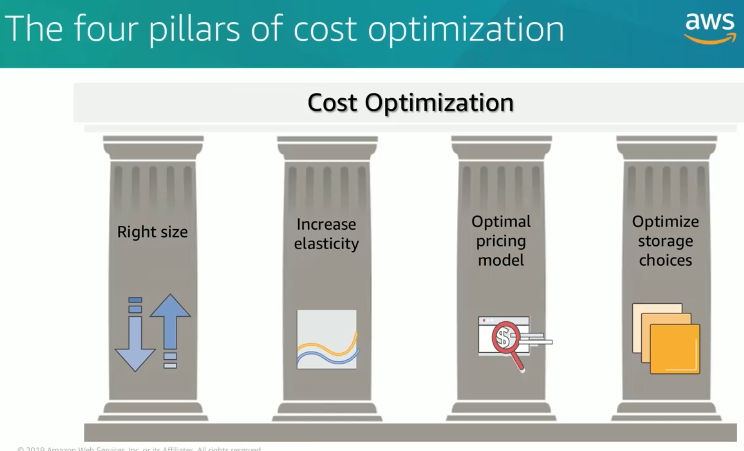 The four pillars of cost optimization
aws
Cost Optimization
Right size
Increase
elasticity
Optimal
pricing
model
Optimize
storage
choices
$
© 2019 Amazon Web Services, Inc. or its Affiliates. All rights reserved.